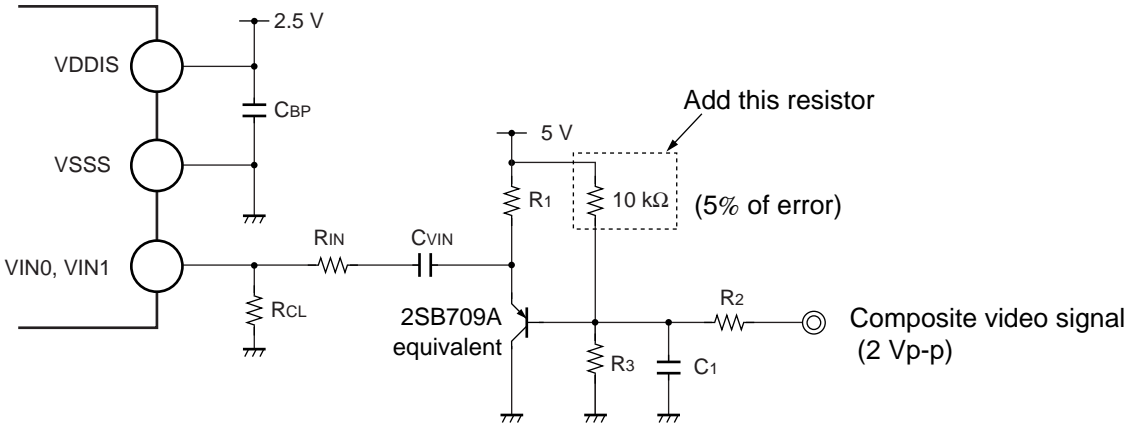 2.5 V
VDDIS
CBP
Add this resistor
5 V
VSSS
R1
10 kΩ
(5% of error)
RIN
CVIN
VIN0, VIN1
RCL
2SB709A
equivalent
R2
Composite video signal
(2 Vp-p)
R3
C1